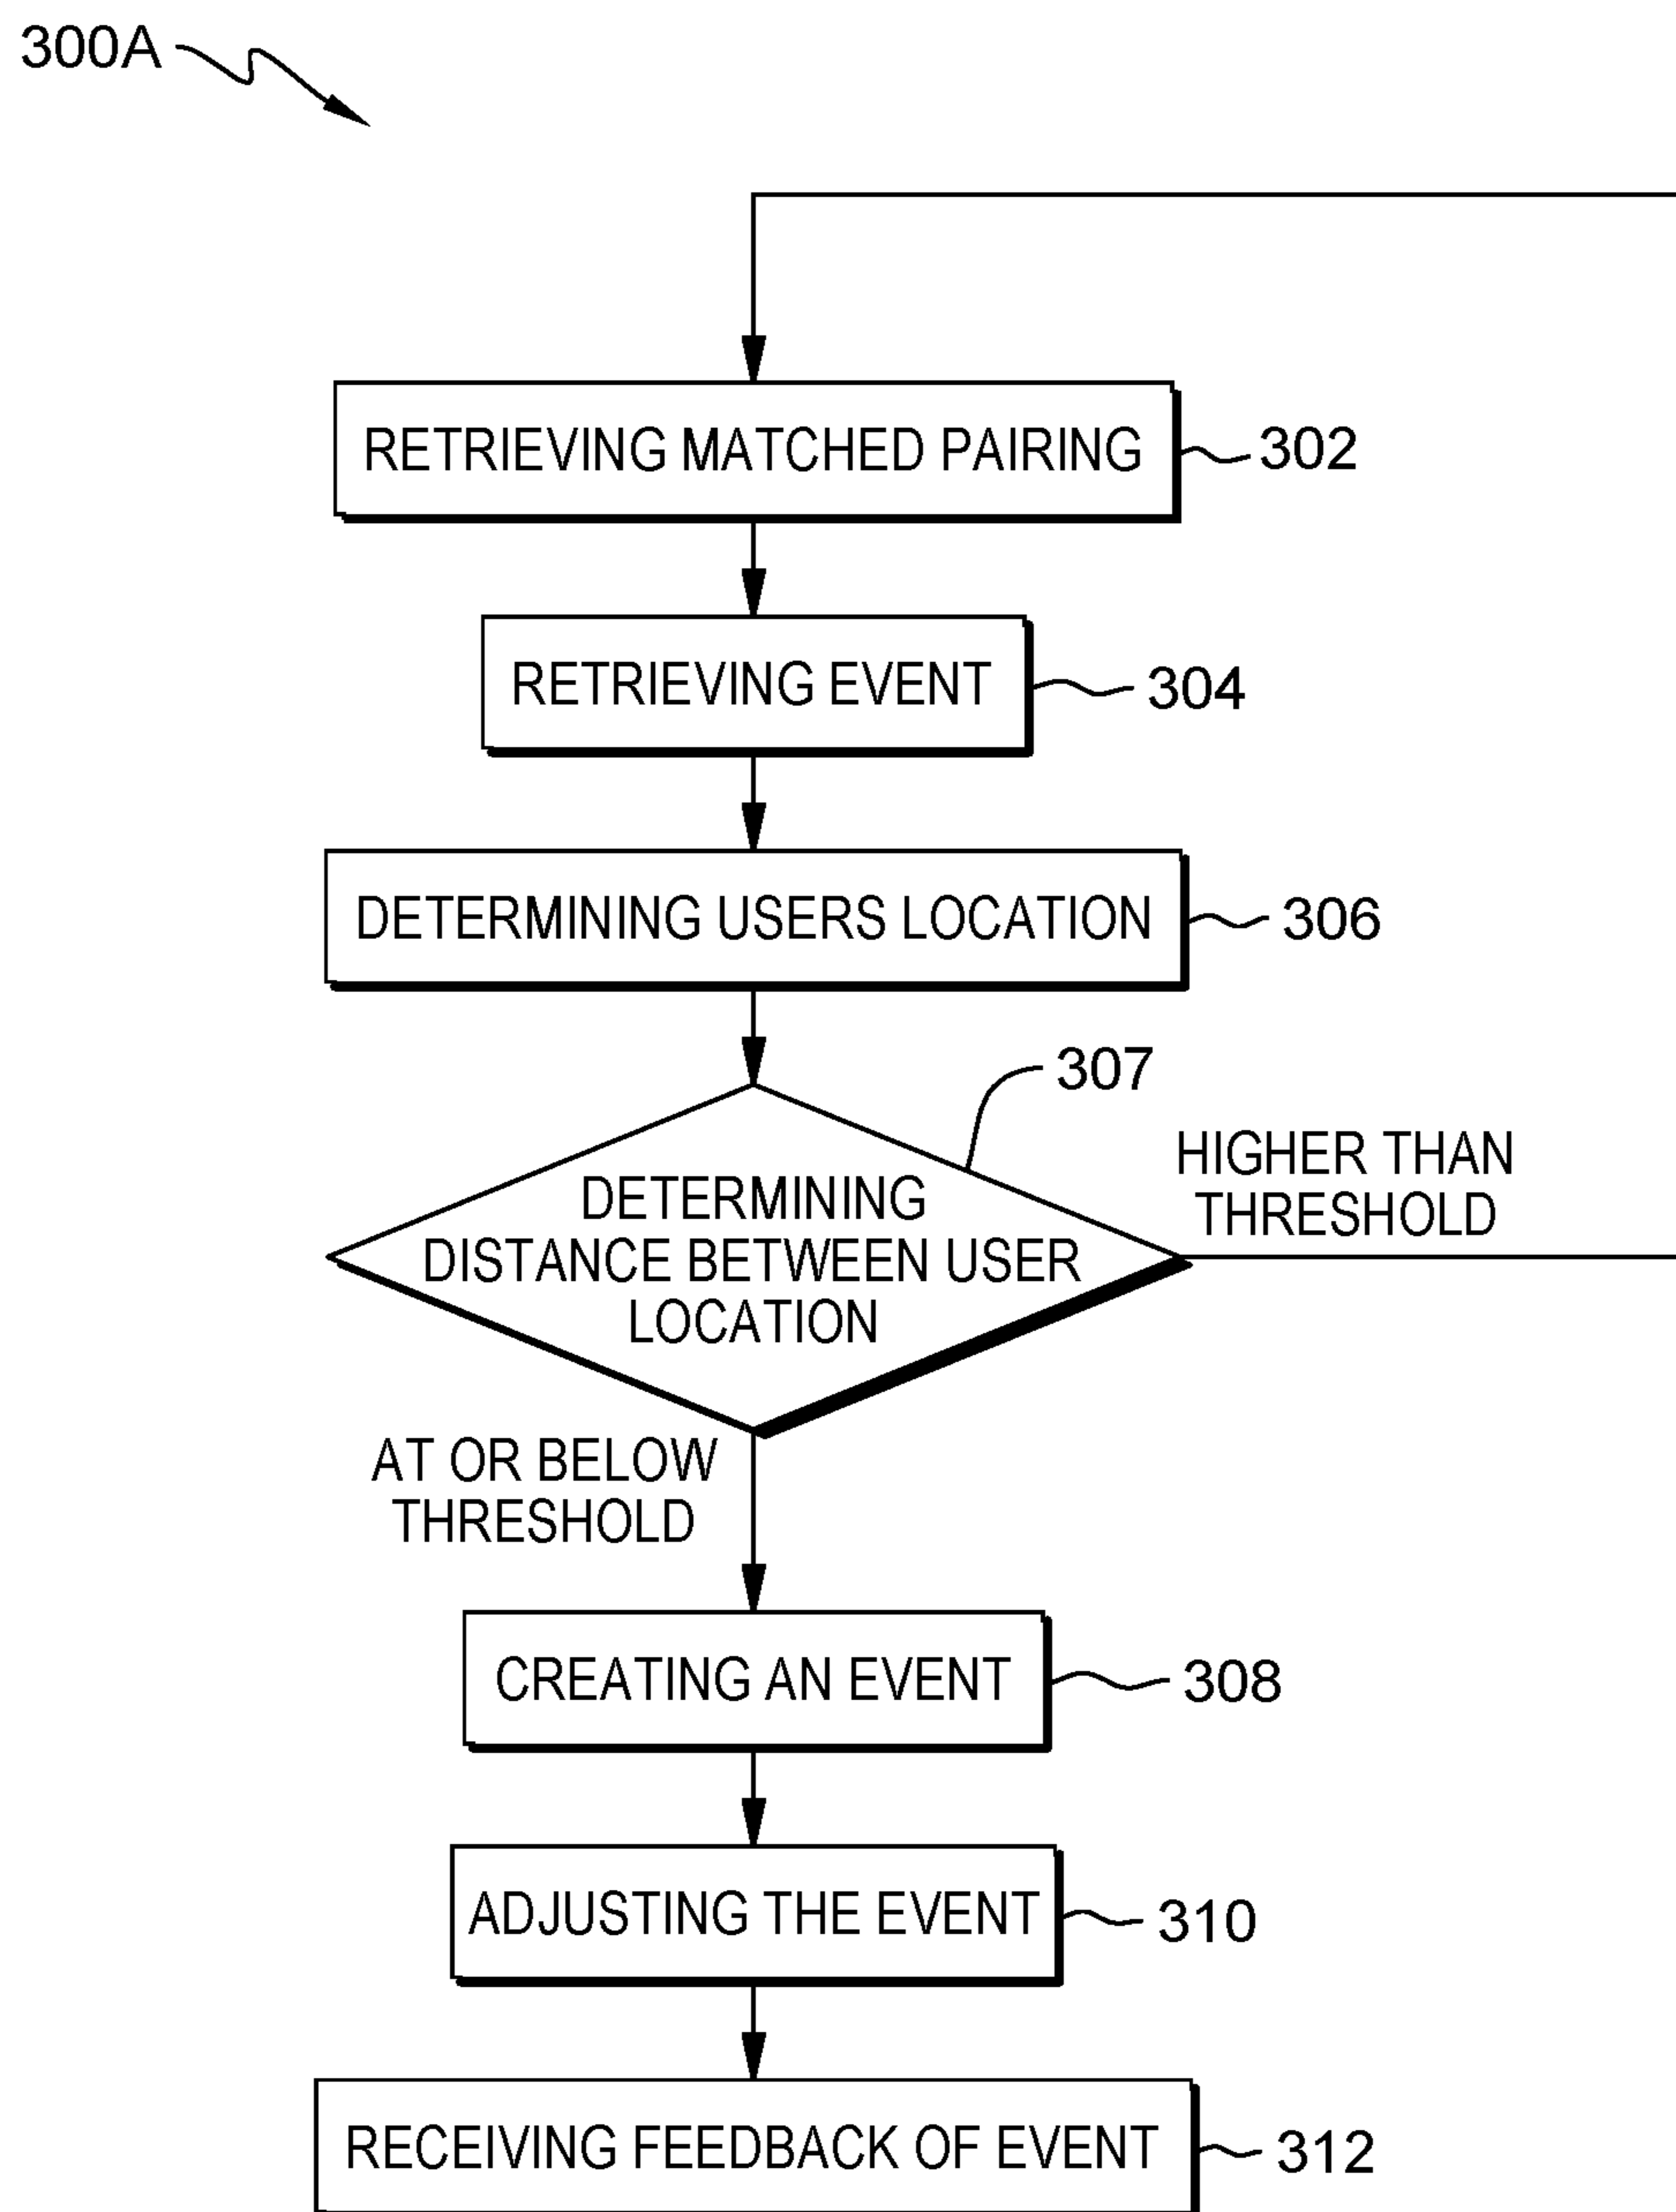 300A
RETRIEVING MATCHED PAIRING
302
RETRIEVING EVENT
304
DETERMINING USERS LOCATION
306
307
HIGHER THAN
THRESHOLD
DETERMINING
DISTANCE BETWEEN USER
LOCATION
AT OR BELOW
THRESHOLD
CREATING AN EVENT
308
ADJUSTING THE EVENT
310
RECEIVING FEEDBACK OF EVENT
312